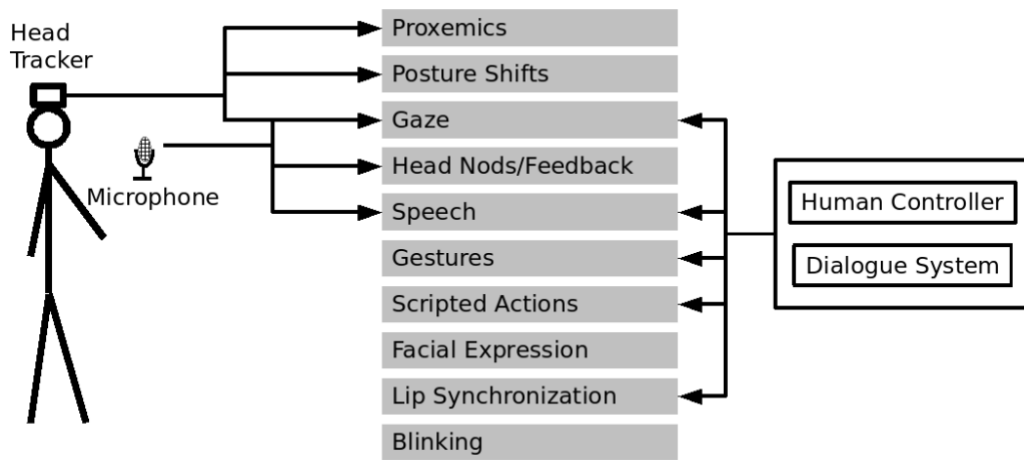 Head
Tracker
Microphone
Proxemics
Posture Shifts
Gaze
Head Nods/Feedback
Speech
Gestures
Scripted Actions
Facial Expression
Lip Synchronization
Blinking
Human Controller
Dialogue System